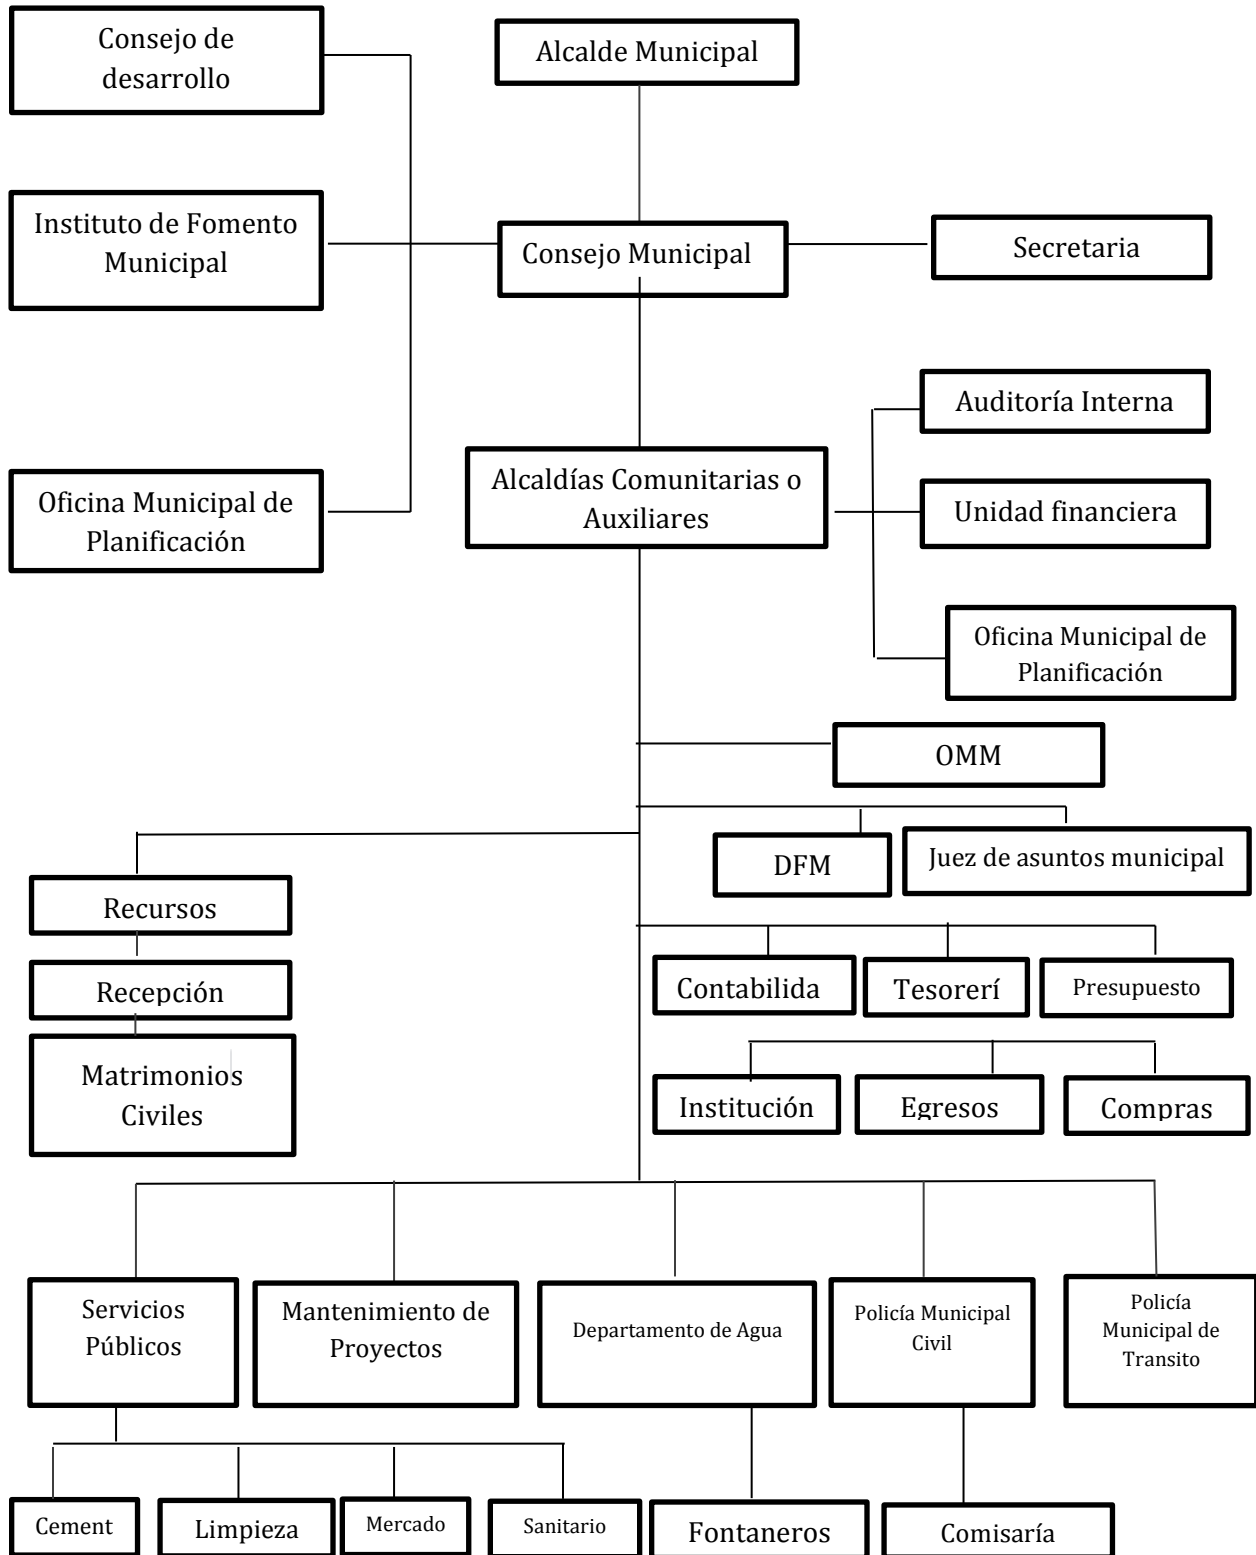 Consejo de
desarrollo
Alcalde Municipal
Instituto de Fomento
Municipal
Consejo Municipal
Secretaria
Auditoría Interna
Oficina Municipal de
Planificación
Alcaldías Comunitarias o
Auxiliares
Unidad financiera
Oficina Municipal de
Planificación
OMM
DFM
Juez de asuntos municipal
Recursos
Recepción
Matrimonios
Civiles
Contabilida
Tesorerí
Presupuesto
Institución
Egresos
Compras
Servicios
Públicos
Mantenimiento de
Proyectos
Departamento de Agua
Policía Municipal
Civil
Policía
Municipal de
Transito
Cement
Limpieza
Mercado
Sanitario
Fontaneros
Comisaría